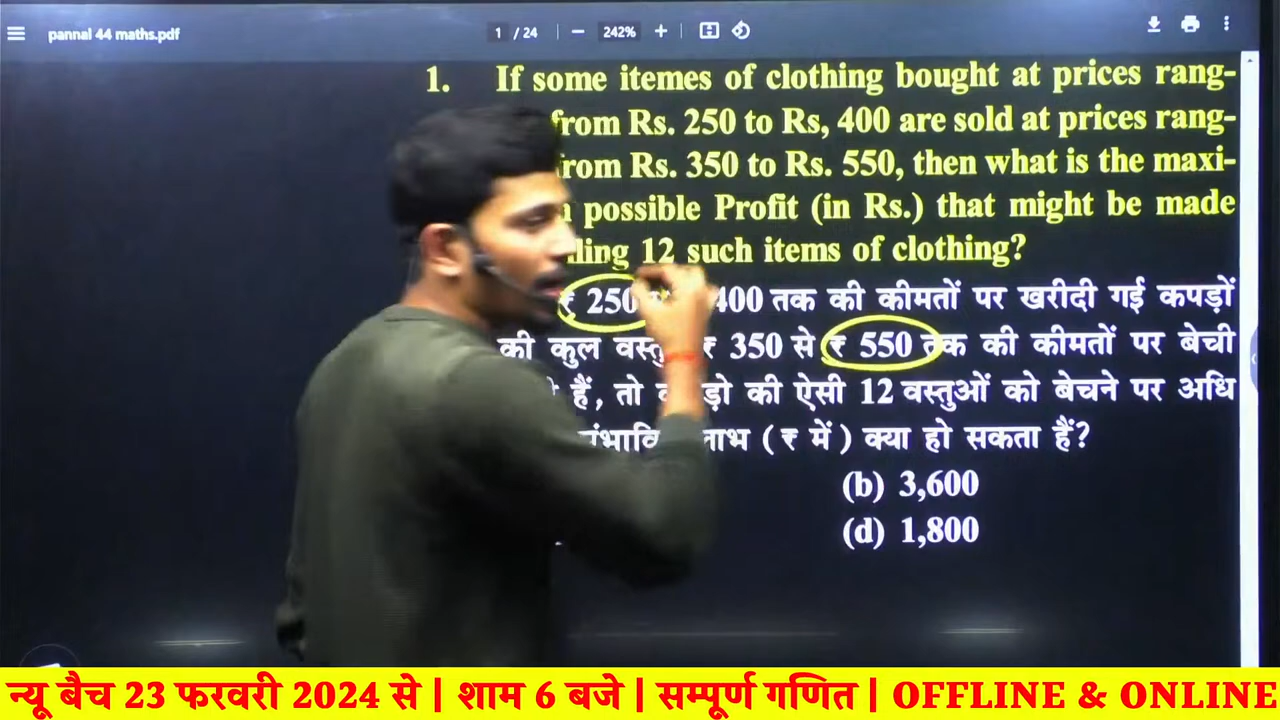 pannal 44 maths.pdf
1 / 24
242%
1. If some itemes of clothing bought at prices rang-
from Rs. 250 to Rs, 400 are sold at prices rang-
from Rs. 350 to Rs. 550, then what is the maxi-
possible Profit (in Rs.) that might be made
12 such items of clothing?
₹ 250 400 तक की कीमतों पर खरीदी गई कपड़ों
की कुल ₹ 350 से ₹ 550 तक की कीमतों पर बेची
हैं, तो की ऐसी 12 वस्तुओं को बेचने पर अधि
(₹ में) क्या हो सकता हैं?
(b) 3,600
(d) 1,800
न्यू बैच 23 फरवरी 2024 से | शाम 6 बजे | सम्पूर्ण गणित | OFFLINE & ONLINE